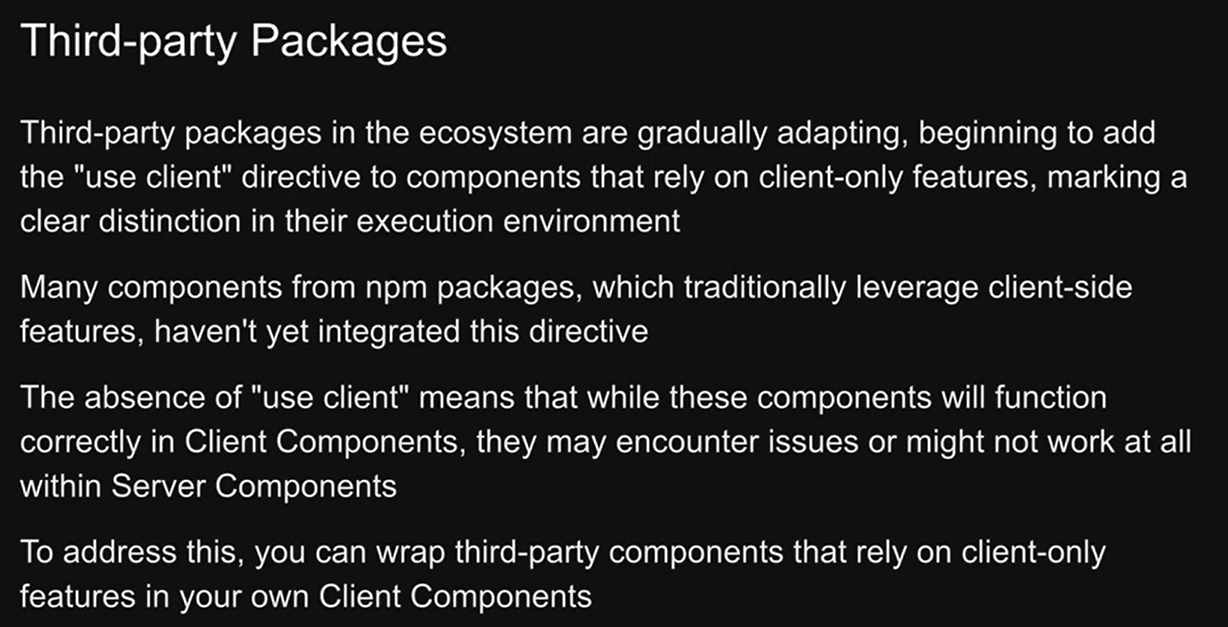 Third-party Packages
Third-party packages in the ecosystem are gradually adapting, beginning to add
the "use client" directive to components that rely on client-only features, marking a
clear distinction in their execution environment
Many components from npm packages, which traditionally leverage client-side
features, haven't yet integrated this directive
The absence of "use client" means that while these components will function
correctly in Client Components, they may encounter issues or might not work at all
within Server Components
To address this, you can wrap third-party components that rely on client-only
features in your own Client Components